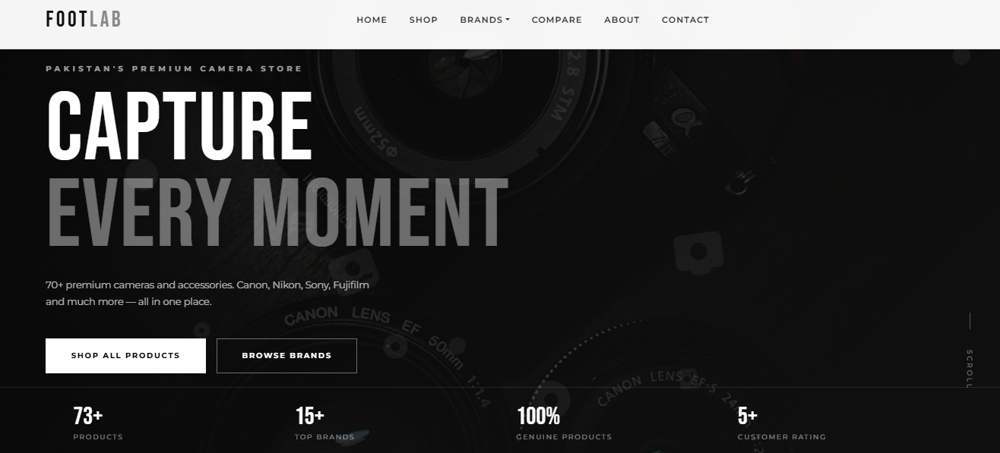 FOOTLAB
HOME SHOP BRANDS COMPARE ABOUT CONTACT
PAKISTAN'S PREMIUM CAMERA STORE
CAPTURE
EVERY MOMENT
70+ premium cameras and accessories. Canon, Nikon, Sony, Fujifilm
and much more — all in one place.
SHOP ALL PRODUCTS BROWSE BRANDS
SCROLL
73+ 15+ 100% 5+
PRODUCTS TOP BRANDS GENUINE PRODUCTS CUSTOMER RATING
2.8 STM
Φ52mm
CANON LENS EF 50mm 1:1.4
CANON LENS EF-S